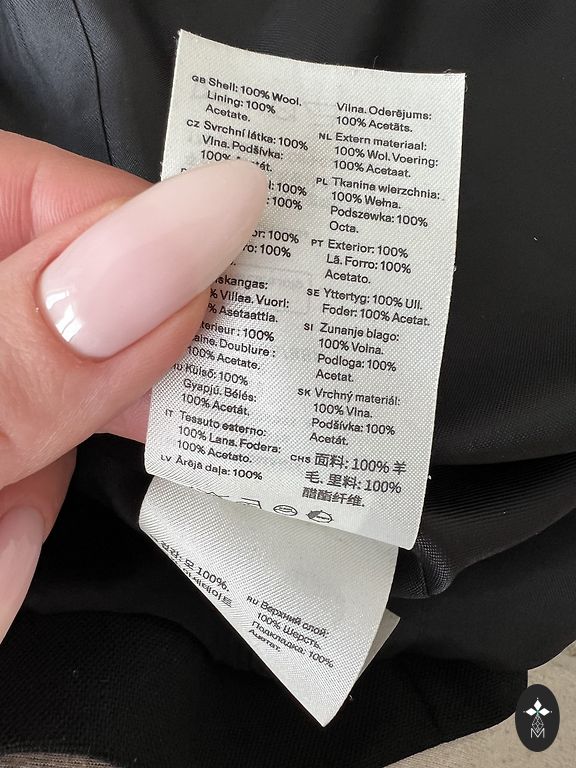 GB Shell: 100% Wool.
Lining: 100%
Acetate.
CZ Svrchní látka: 100%
Vlna. Podšívka:
100%
100%
100%
100%
100%
Villaa. Vuori:
100%
Doublure:
100% Acetate.
Külső: 100%
Gyapjú. Bélés:
100% Acetát.
IT Tessuto esterno:
100% Lana. Fodera:
100% Acetato.
LV Ārējā daļa: 100%
Vilna. Oderējums:
100% Acetāts.
NL Extern materiaal:
100% Wol. Voering:
100% Acetaat.
PL Tkanina wierzchnia:
100% Wełna.
Podszewka: 100%
Octa.
PT Exterior: 100%
Lã. Forro: 100%
Acetato.
SE Yttertyg: 100% Ull.
Foder: 100% Acetat.
SI Zunanje blago:
100% Volna.
Podloga: 100%
Acetat.
SK Vrchný materiál:
100% Vlna.
Podšívka: 100%
Acetát.
CHS 面料: 100% 羊
毛. 里料: 100%
醋酯纤维.
모 100%.
RU Верхний слой:
100% Шерсть.
Подкладка: 100%
Ацетат.
M